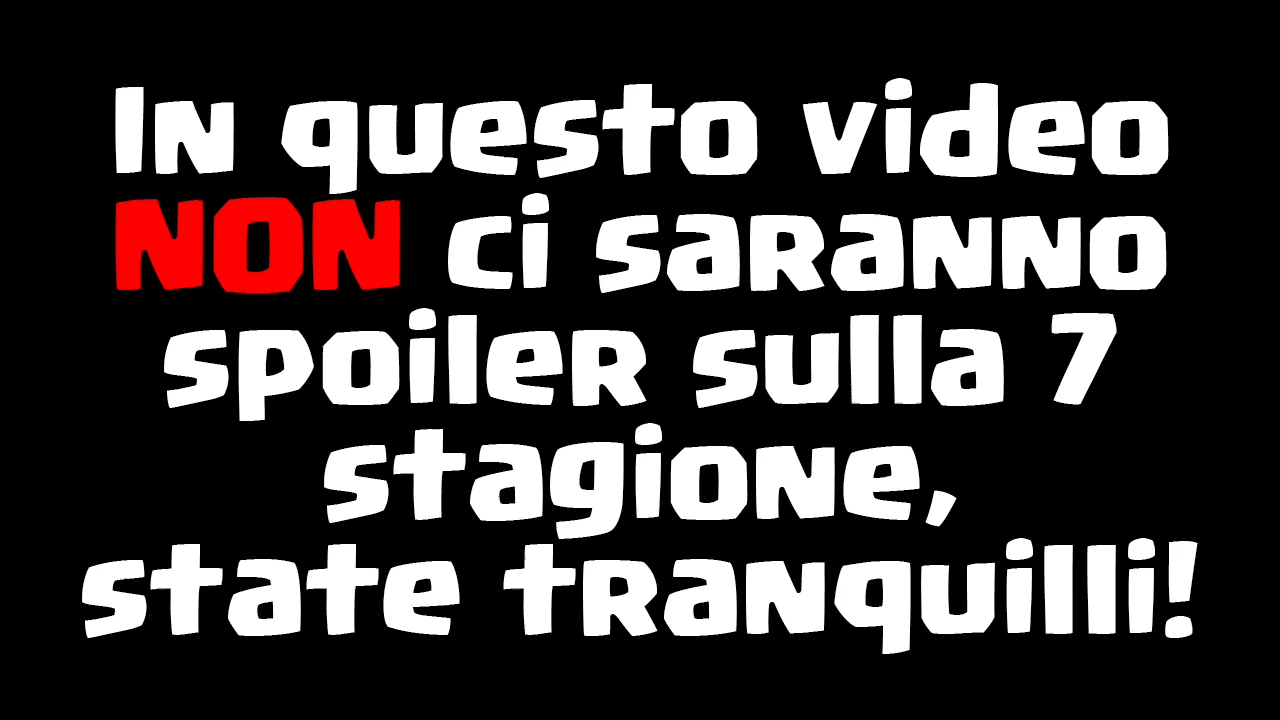 In questo video
NON ci saranno
spoiler sulla 7
stagione,
state tranquilli!